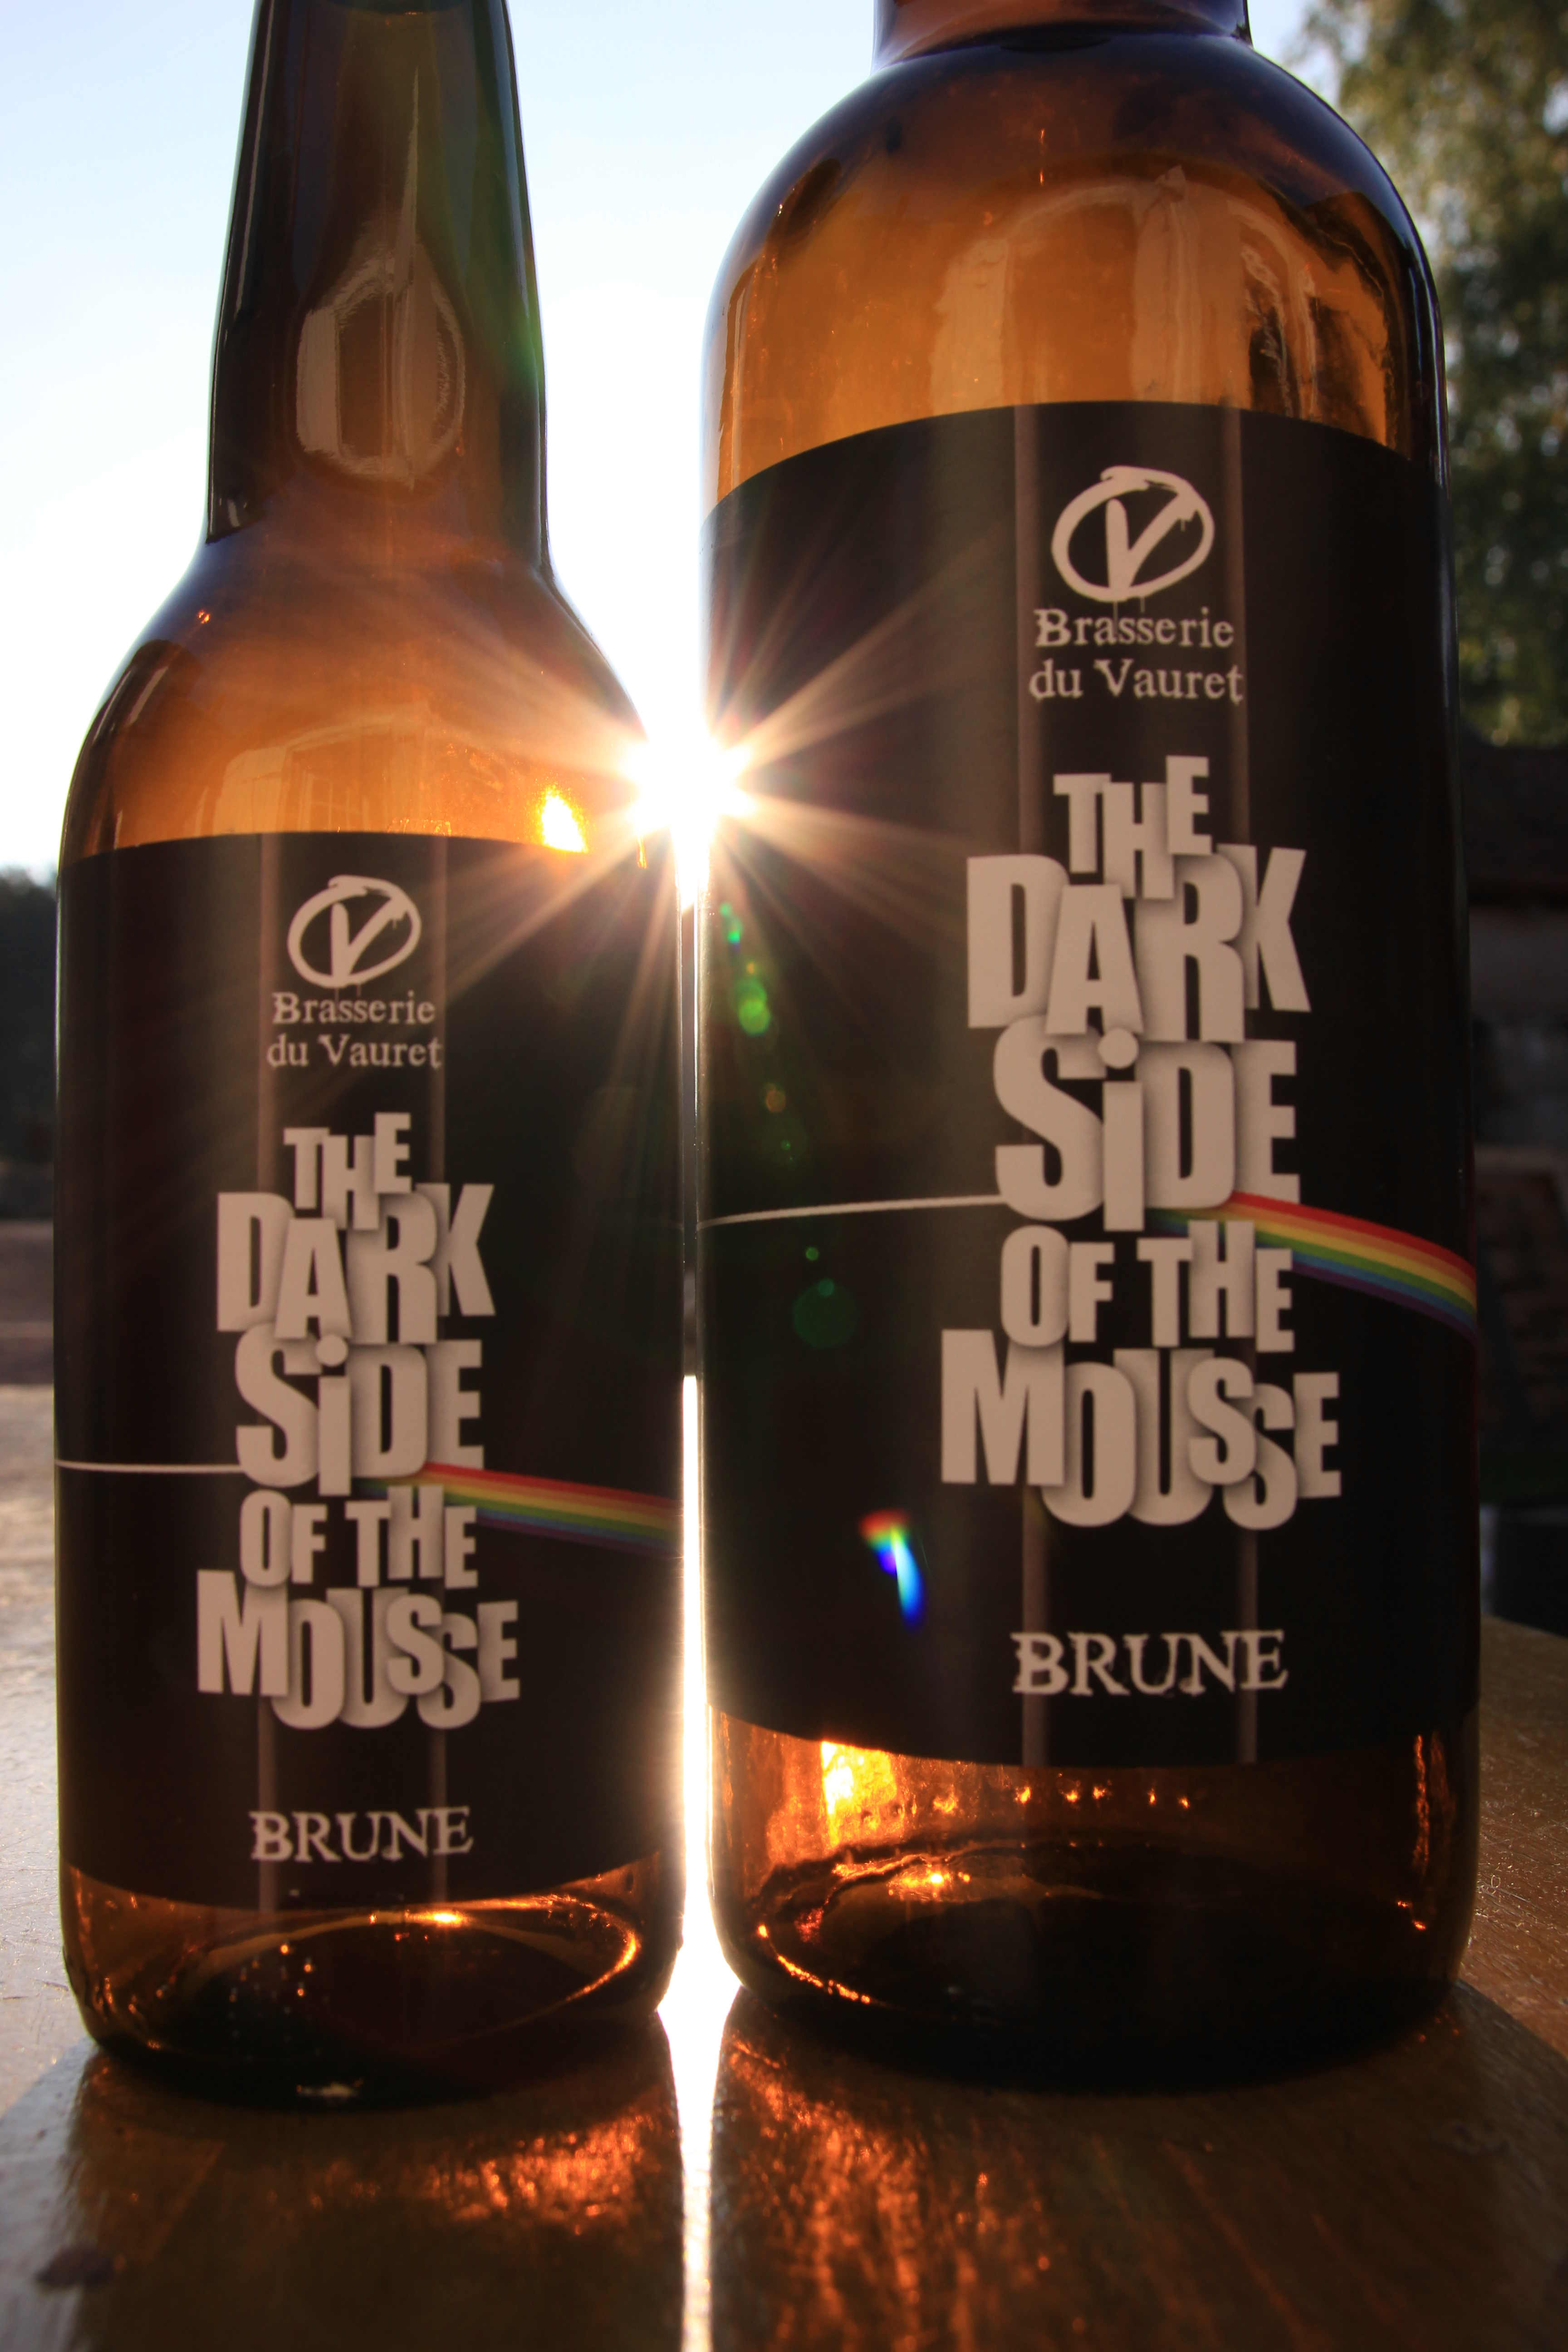 V
Brasserie
du Vauret
THE
DARK
SiDE
OF THE
MOUSSE
BRUNE
V
Brasserie
du Vauret
THE
DARK
SiDE
OF THE
MOUSSE
BRUNE